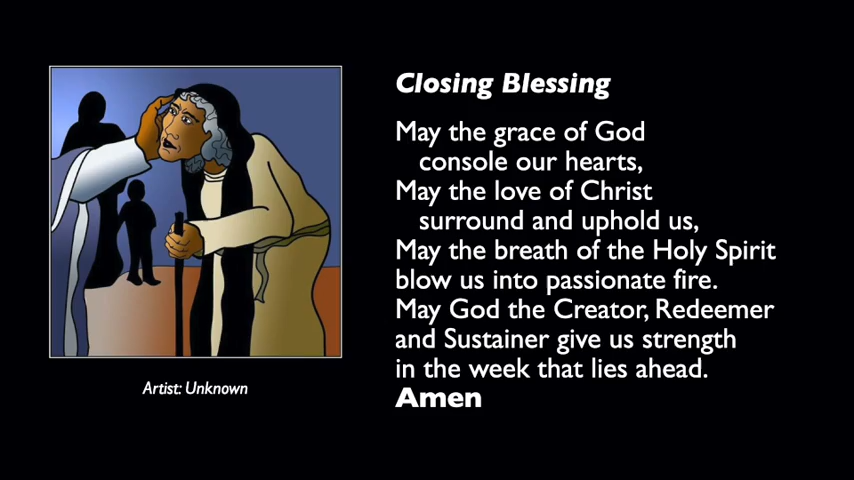 Closing Blessing
May the grace of God
console our hearts,
May the love of Christ
surround and uphold us,
May the breath of the Holy Spirit
blow us into passionate fire.
May God the Creator, Redeemer
and Sustainer give us strength
in the week that lies ahead.
Amen
Artist: Unknown